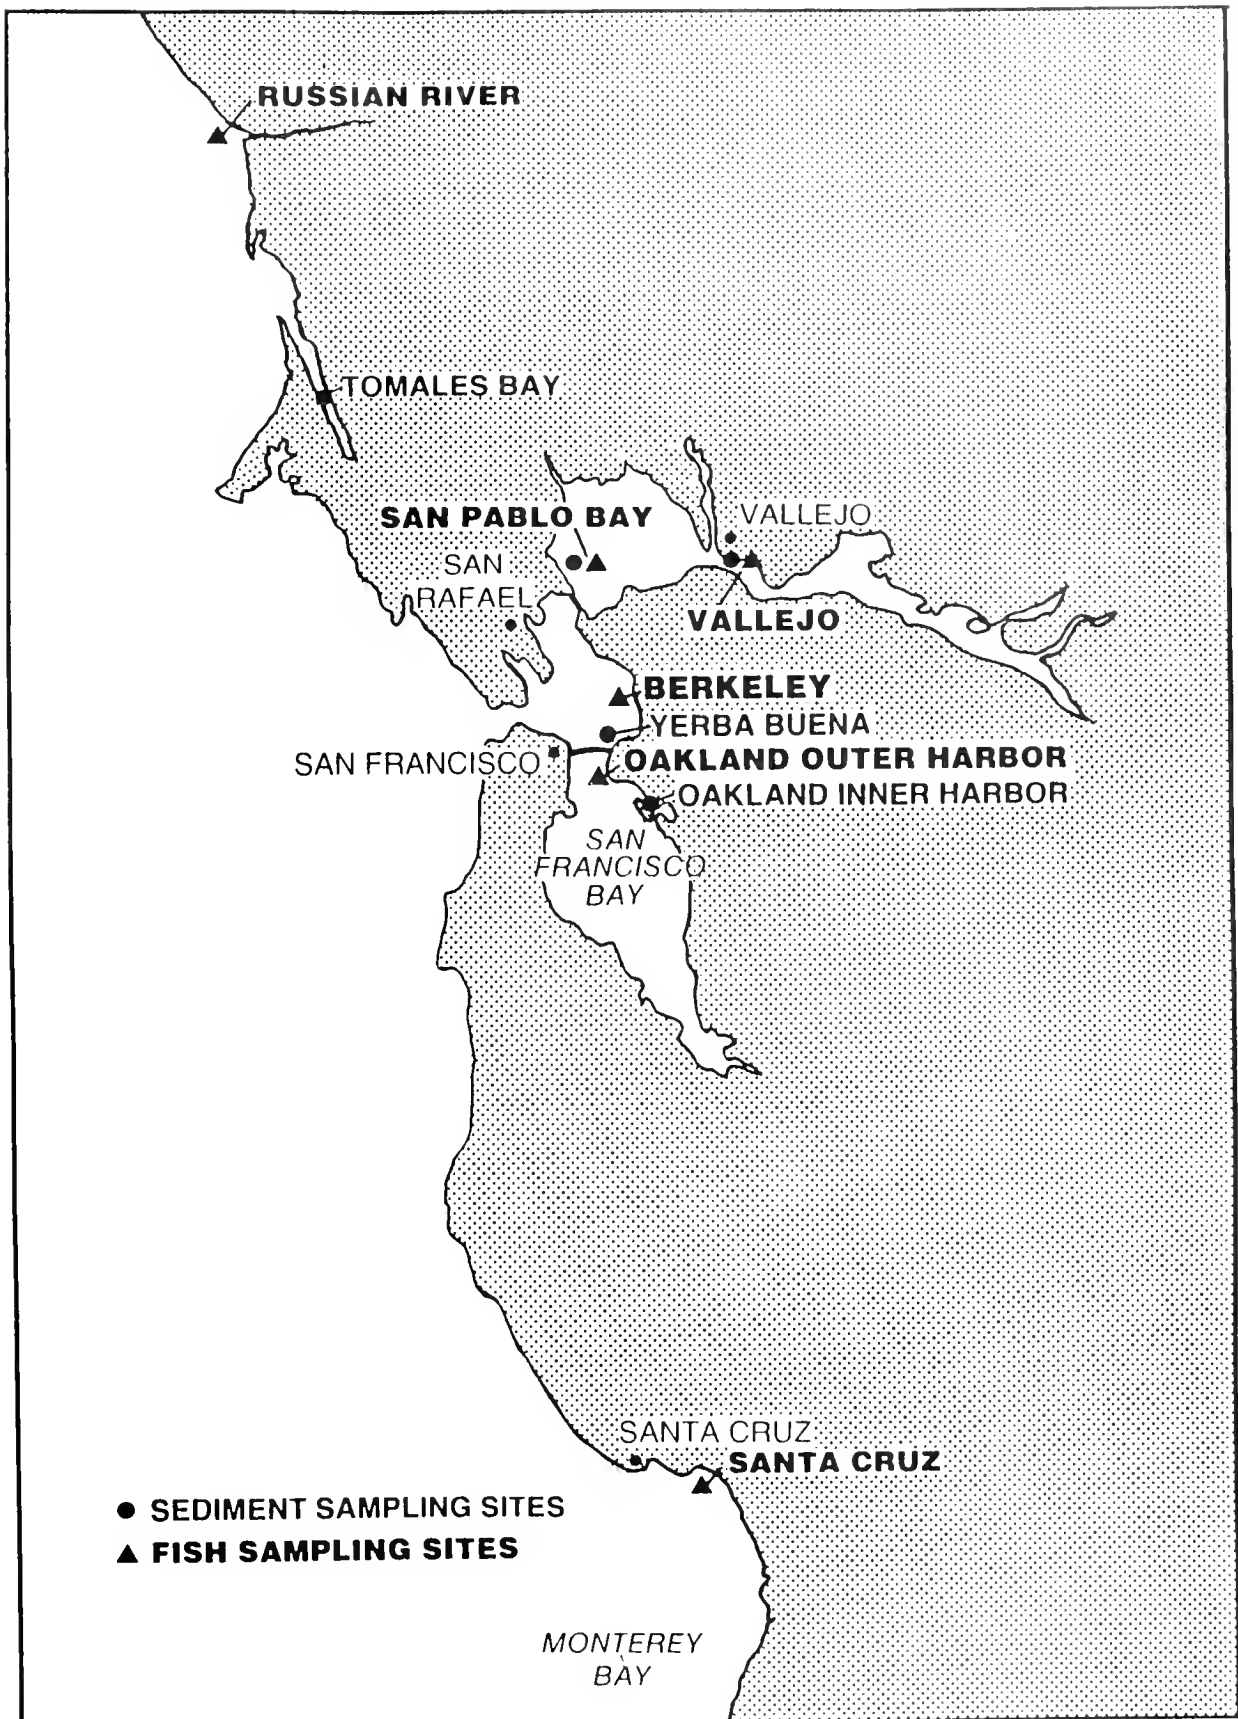 RUSSIAN RIVER
TOMALES BAY
SAN PABLO BAY
VALLEJO
SAN
RAFAEL
VALLEJO
BERKELEY
YERBA BUENA
SAN FRANCISCO
OAKLAND OUTER HARBOR
OAKLAND INNER HARBOR
SAN
FRANCISCO
BAY
SANTA CRUZ
SANTA CRUZ
● SEDIMENT SAMPLING SITES
▲ FISH SAMPLING SITES
MONTEREY
BAY